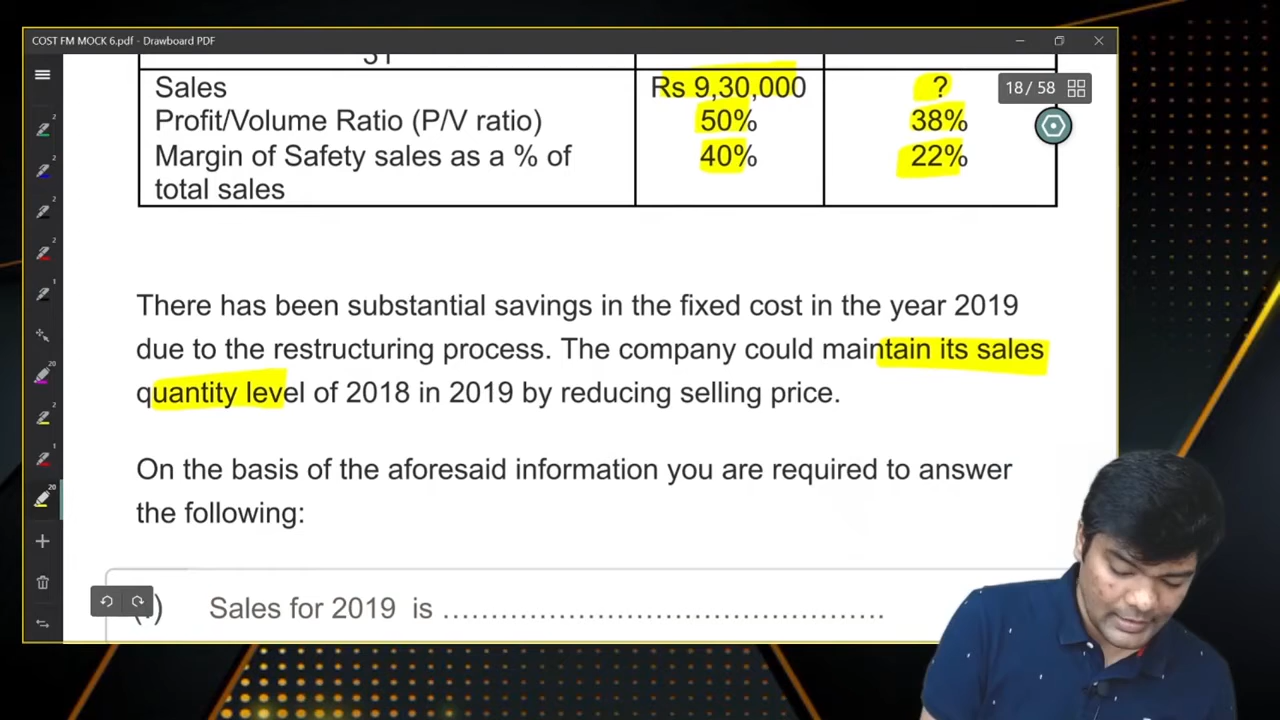 COST FM MOCK 6.pdf - Drawboard PDF
31
Sales Rs 9,30,000 ?
18 / 58
Profit/Volume Ratio (P/V ratio) 50% 38%
Margin of Safety sales as a % of 40% 22%
total sales
There has been substantial savings in the fixed cost in the year 2019
due to the restructuring process. The company could maintain its sales
quantity level of 2018 in 2019 by reducing selling price.
On the basis of the aforesaid information you are required to answer
the following:
Sales for 2019 is ................................................